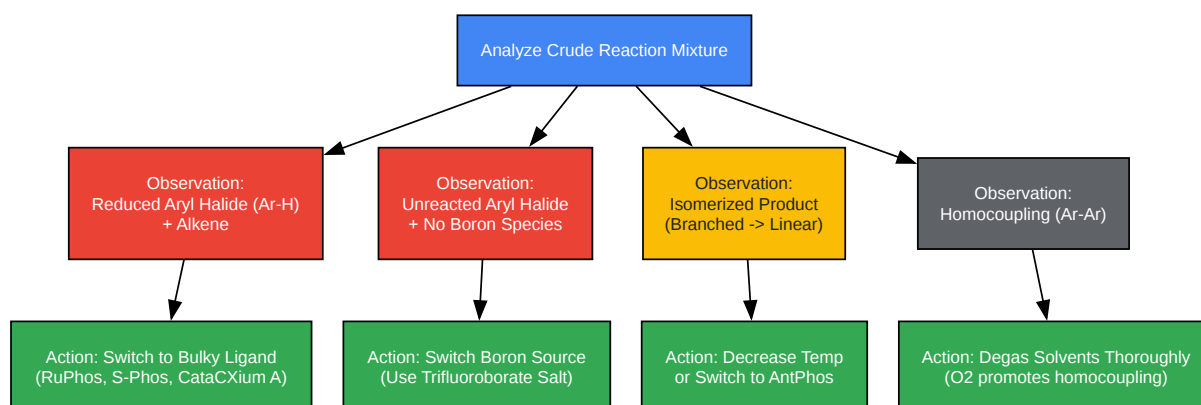 Analyze Crude Reaction Mixture
Observation:
Reduced Aryl Halide (Ar-H)
+ Alkene
Observation:
Unreacted Aryl Halide
+ No Boron Species
Observation:
Isomerized Product
(Branched -> Linear)
Observation:
Homocoupling (Ar-Ar)
Action: Switch to Bulky Ligand
(RuPhos, S-Phos, CataCXium A)
Action: Switch Boron Source
(Use Trifluoroborate Salt)
Action: Decrease Temp
or Switch to AntPhos
Action: Degas Solvents Thoroughly
(O2 promotes homocoupling)